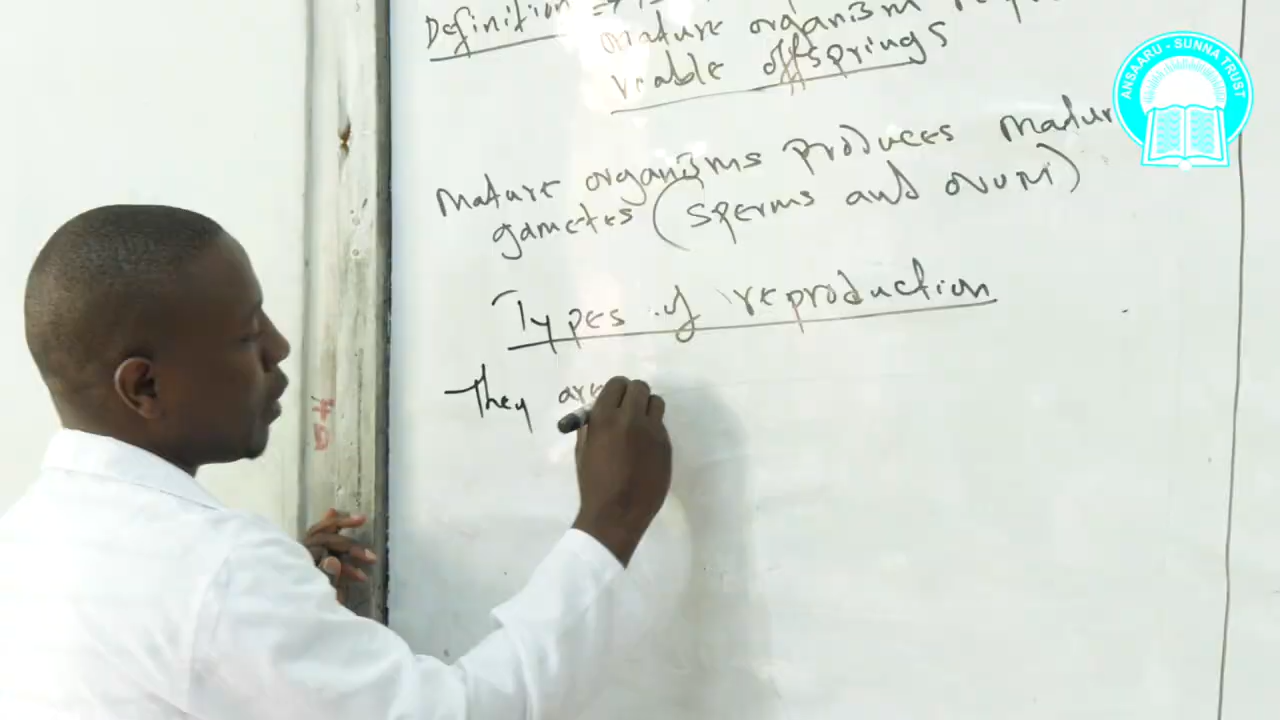 Definition ⇒
mature organism
viable offsprings
Mature organisms produces matur
gametes (sperms and ovum)
Types of reproduction
They are
ANSAARU - SUNNA TRUST